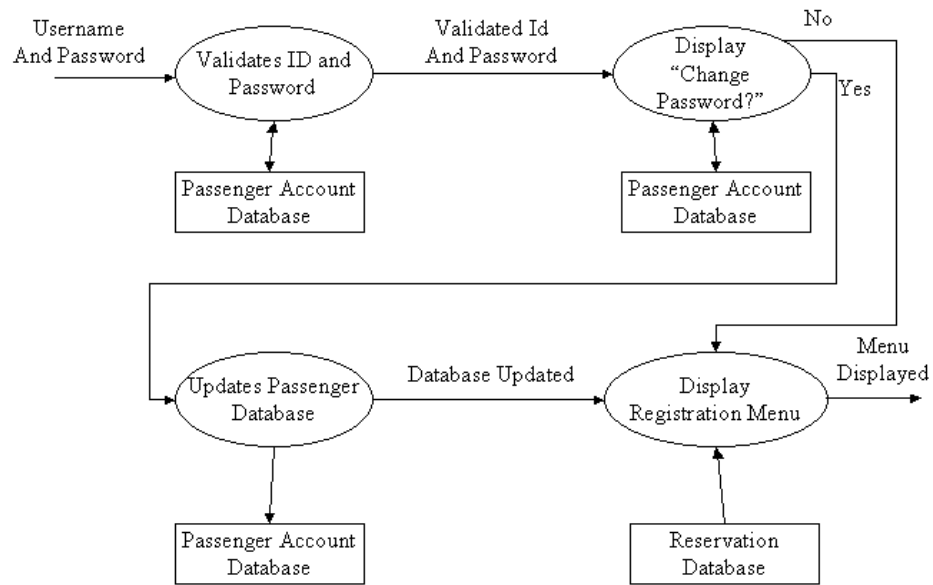 Username
And Password
Validates ID and
Password
Validated Id
And Password
Display
“Change
Password?”
No
Yes
Passenger Account
Database
Passenger Account
Database
Updates Passenger
Database
Database Updated
Display
Registration Menu
Menu
Displayed
Passenger Account
Database
Reservation
Database